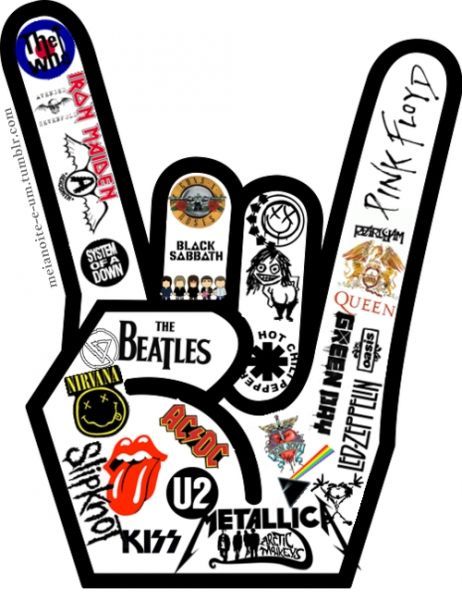 The
WHO
IRON MAIDEN
AVENGED
SEVENFOLD
A
SYSTEM
OF A
DOWN
meianoite-e-um.tumblr.com
GUNS N' ROSES
BLACK
SABBATH
PINK FLOYD
PEARL JAM
QUEEN
oasis
GREEN DAY
LED-ZEPPELIN
THE
BEATLES
HOT CHILI PEPPERS
NIRVANA
AC DC
SlipKnoT
U2
KISS
METALLICA
ARCTIC
MONKEYS